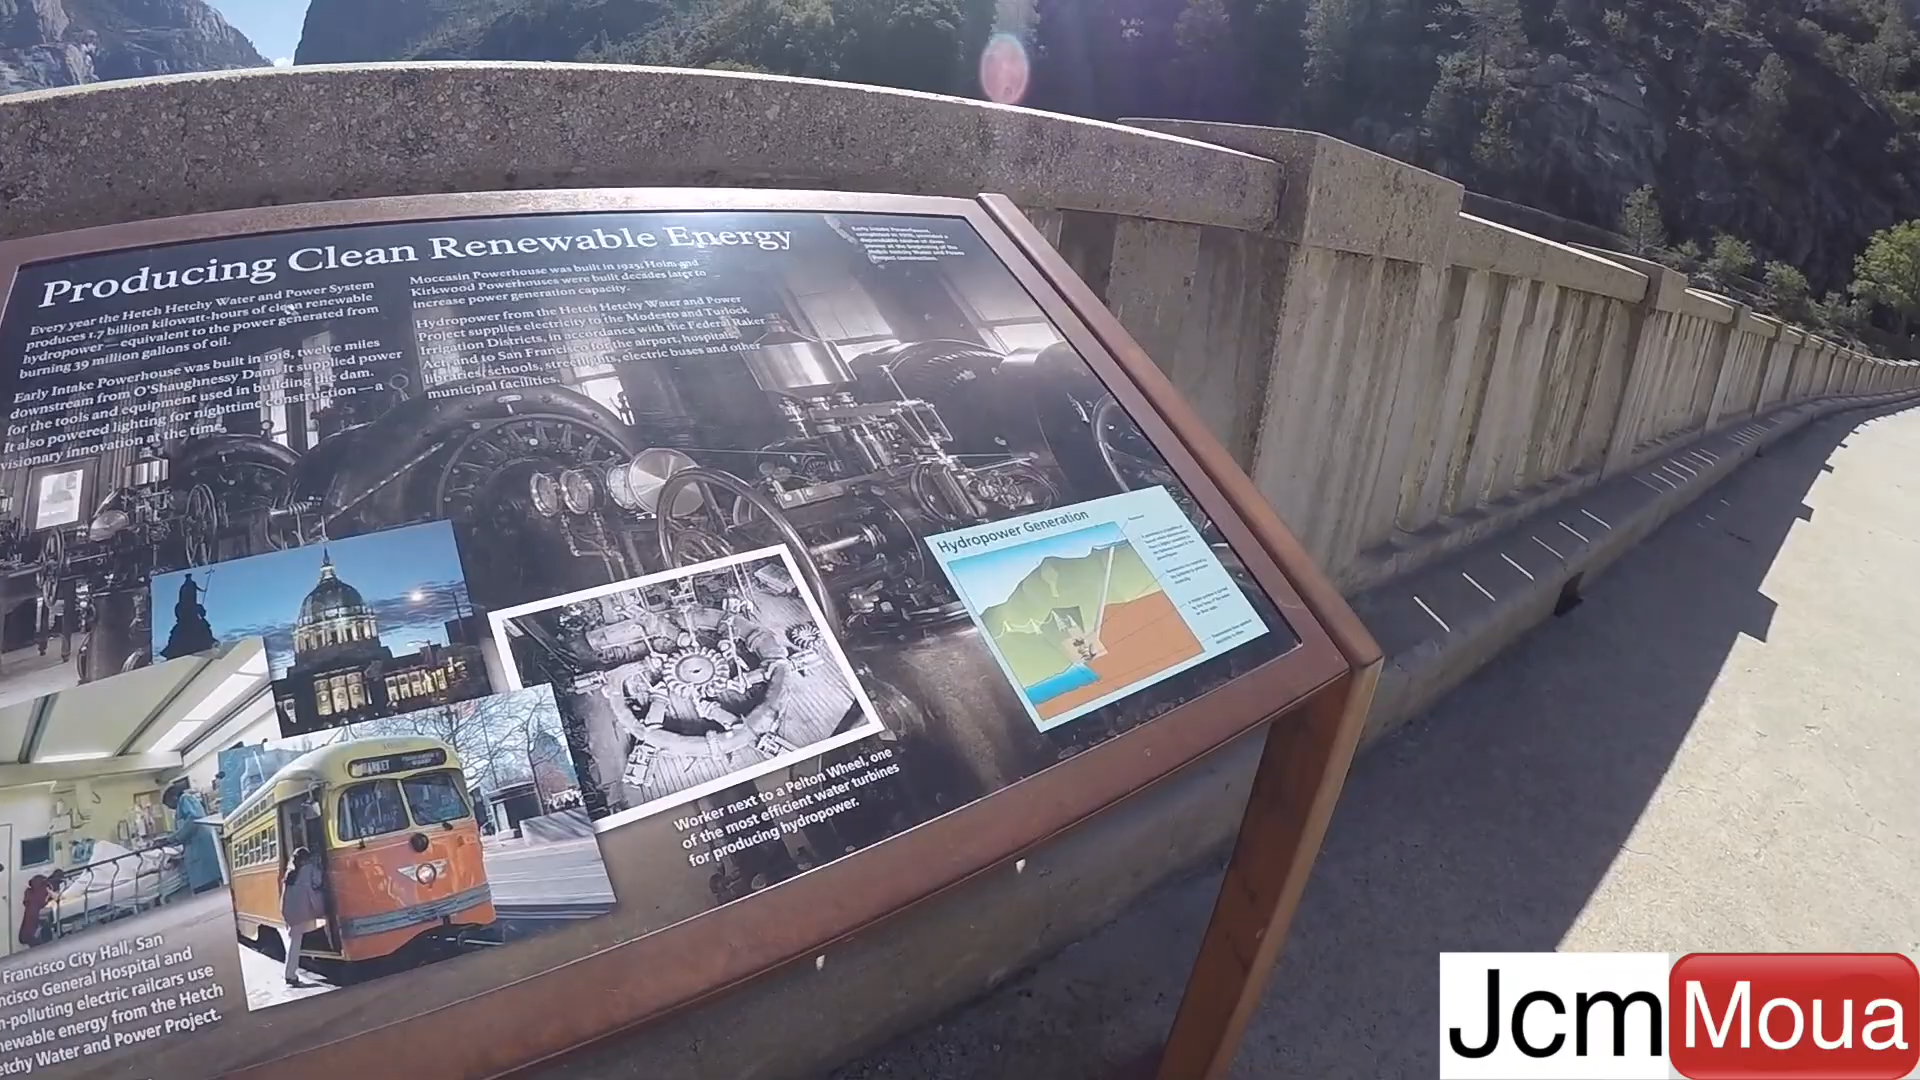 Producing Clean Renewable Energy
Every year the Hetch Hetchy Water and Power System
produces 1.7 billion kilowatt-hours of clean renewable
hydropower — equivalent to the power generated from
burning 39 million gallons of oil.
Early Intake Powerhouse was built in 1918, twelve miles
downstream from O'Shaughnessy Dam. It supplied power
for the tools and equipment used in building the dam.
It also powered lighting for nighttime construction — a
visionary innovation at the time.
Moccasin Powerhouse was built in 1925; Holm and
Kirkwood Powerhouses were built decades later to
increase power generation capacity.
Hydropower from the Hetch Hetchy Water and Power
Project supplies electricity to the Modesto and Turlock
Irrigation Districts, in accordance with the Federal Raker
Act, and to San Francisco for the airport, hospitals,
libraries, schools, streetlights, electric buses and other
municipal facilities.
Hydropower Generation
MARKET
Worker next to a Pelton Wheel, one
of the most efficient water turbines
for producing hydropower.
Francisco City Hall, San
ncisco General Hospital and
n-polluting electric railcars use
newable energy from the Hetch
etchy Water and Power Project.
Jcm Moua